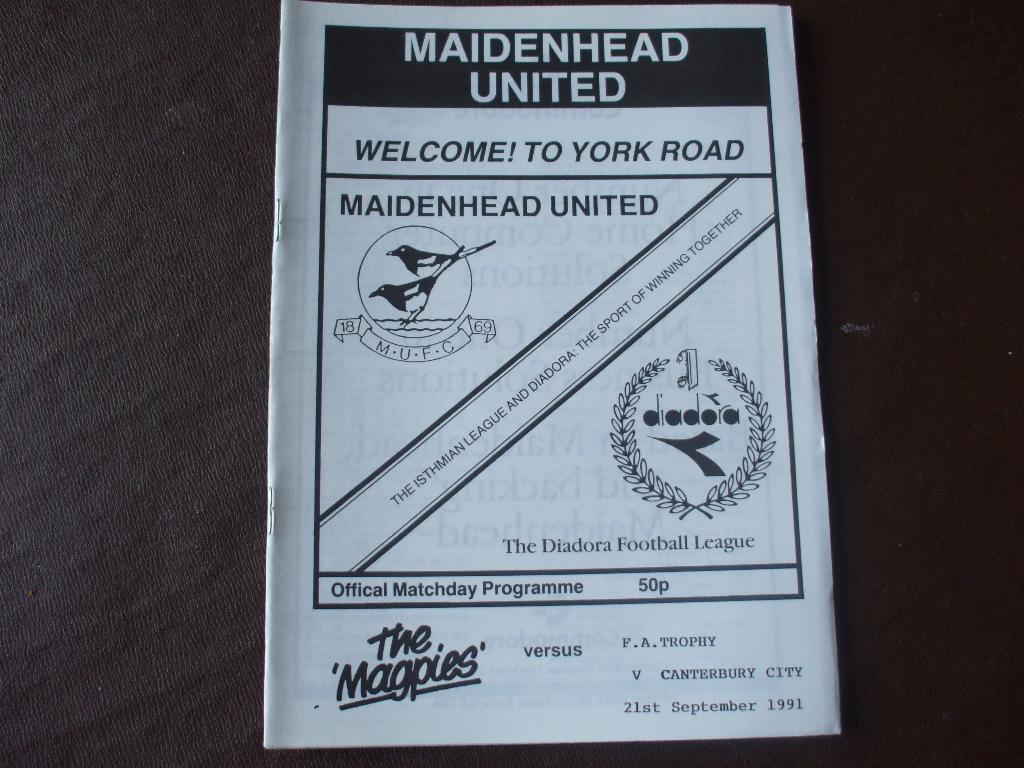 MAIDENHEAD
UNITED
WELCOME! TO YORK ROAD
MAIDENHEAD UNITED
18 69
M·U·F·C
THE ISTHMIAN LEAGUE AND DIADORA: THE SPORT OF WINNING TOGETHER
diadora
The Diadora Football League
Offical Matchday Programme 50p
The
'Magpies'
versus
F.A.TROPHY
V CANTERBURY CITY
21st September 1991